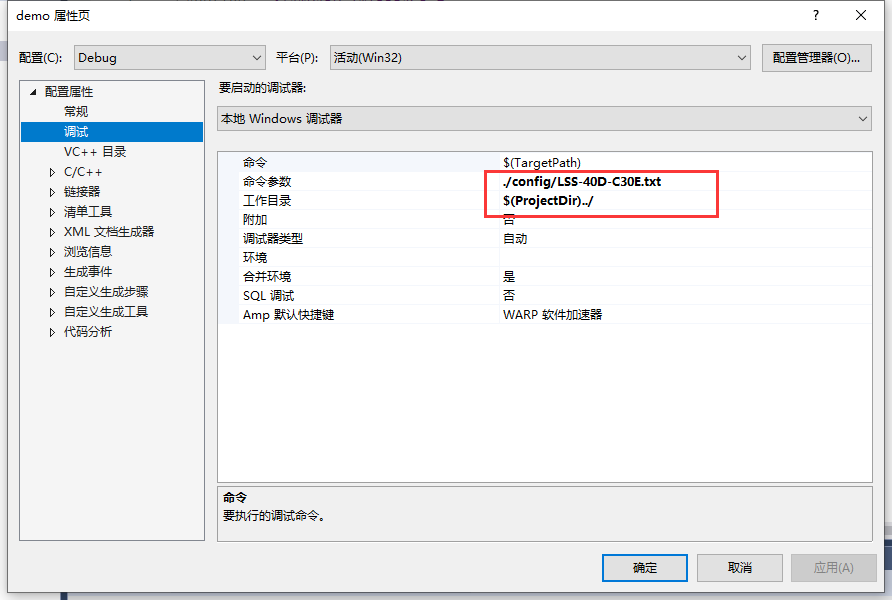 demo 属性页
配置(C):
Debug
平台(P):
活动(Win32)
配置管理器(O)...
配置属性
常规
调试
VC++ 目录
C/C++
链接器
清单工具
XML 文档生成器
浏览信息
生成事件
自定义生成步骤
自定义生成工具
代码分析
要启动的调试器:
本地 Windows 调试器
命令 $(TargetPath)
命令参数 ./config/LSS-40D-C30E.txt
工作目录 $(ProjectDir)../
附加 否
调试器类型 自动
环境
合并环境 是
SQL 调试 否
Amp 默认快捷键 WARP 软件加速器
命令
要执行的调试命令。
确定
取消
应用(A)